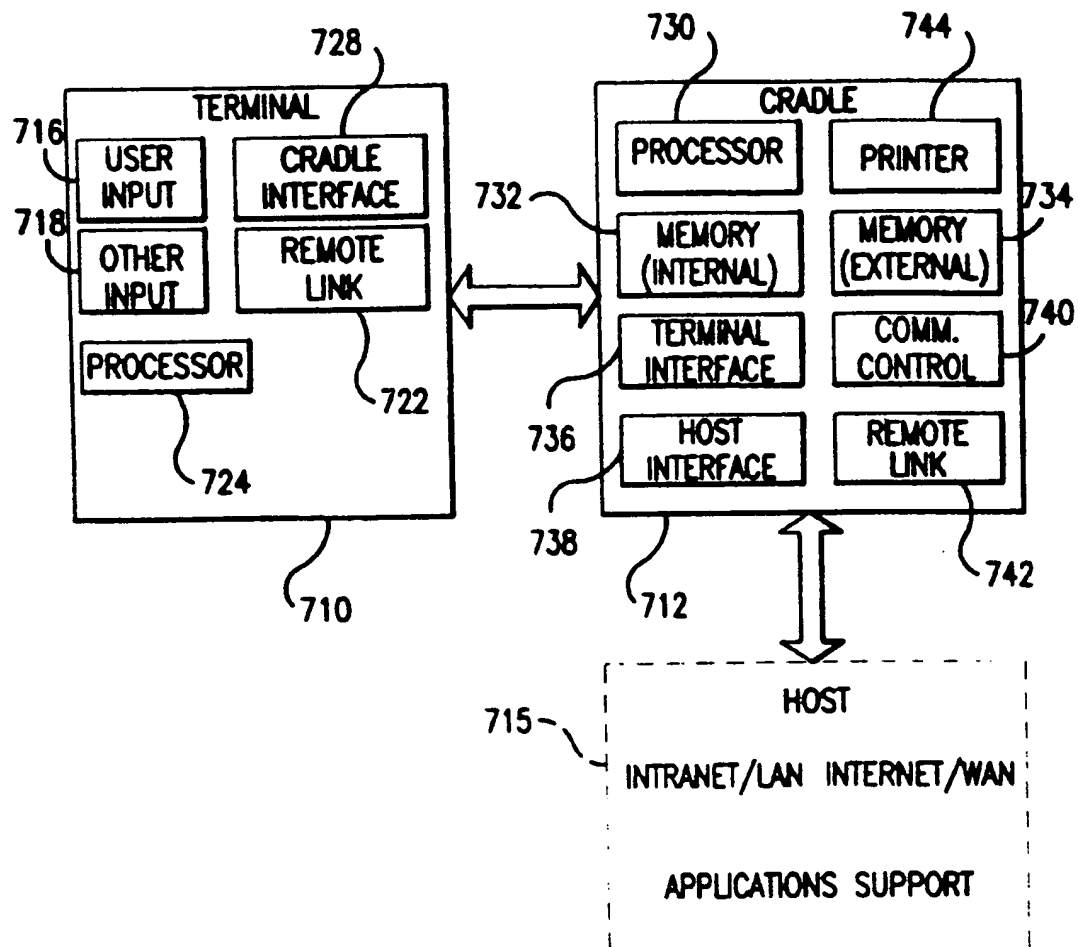 728
730
744
TERMINAL
CRADLE
716
USER
INPUT
CRADLE
INTERFACE
PROCESSOR
PRINTER
718
732
734
OTHER
INPUT
REMOTE
LINK
MEMORY
(INTERNAL)
MEMORY
(EXTERNAL)
740
PROCESSOR
TERMINAL
INTERFACE
COMM.
CONTROL
722
736
724
HOST
INTERFACE
REMOTE
LINK
738
742
710
712
HOST
715
INTRANET/LAN INTERNET/WAN
APPLICATIONS SUPPORT